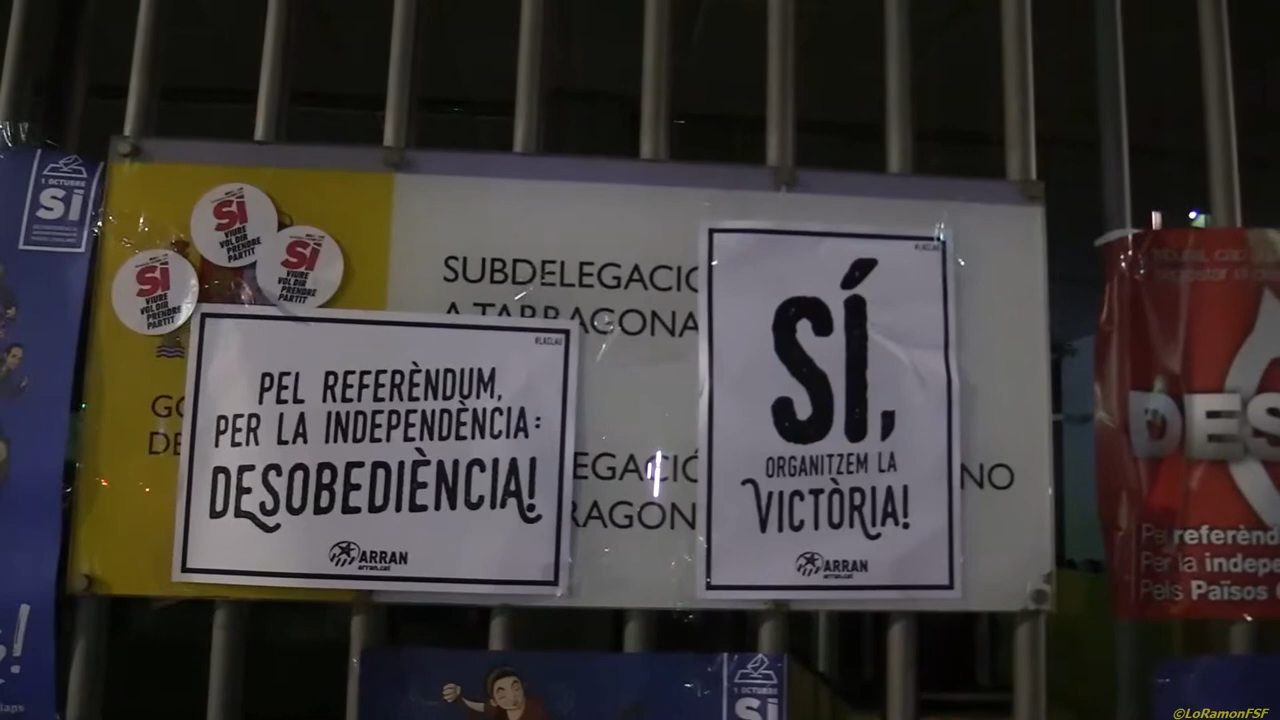 1 OCTUBRE
SÍ
SÍ
VIURE
VOL DIR
PRENDRE
PARTIT
SÍ
VIURE
VOL DIR
PRENDRE
PARTIT
SÍ
VIURE
VOL DIR
PRENDRE
PARTIT
SUBDELEGACIÓ
A TARRAGONA
GO
DE
EGACIÓ
NO
RAGON
#LACLAU
PEL REFERÈNDUM,
PER LA INDEPENDÈNCIA:
DESOBEDIÈNCIA!
ARRAN
arran.cat
#LACLAU
SÍ,
ORGANITZEM LA
VICTÒRIA!
ARRAN
arran.cat
DES
Pel referènd
Per la indepe
Pels Països
1 OCTUBRE
SÍ
©LoRamonFSF